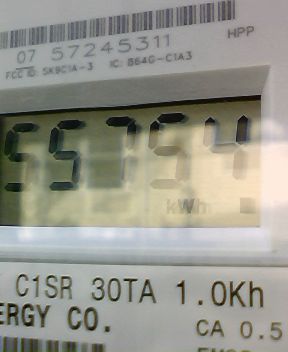 07 57245311
HPP
FCC ID: SK9C1A-3 IC: 864G-C1A3
55754
kWh
C1SR 30TA 1.0Kh
ERGY CO.
CA 0.5